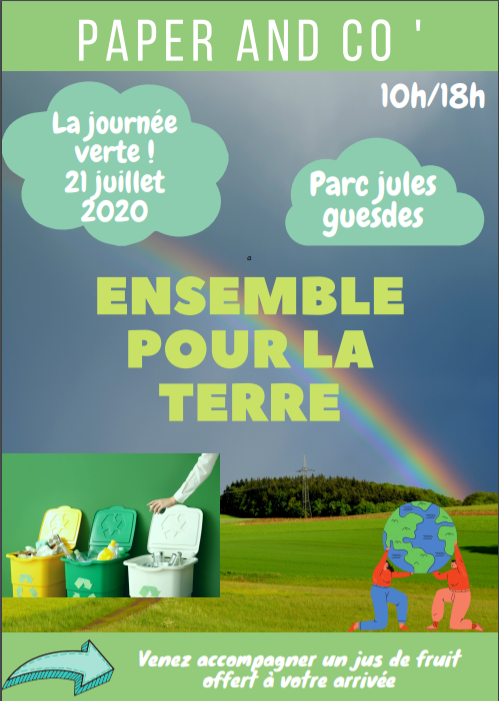 PAPER AND CO '
10h/18h
La journée
verte !
21 juillet
2020
Parc jules
guesdes
a
ENSEMBLE
POUR LA
TERRE
Venez accompagner un jus de fruit
offert à votre arrivée